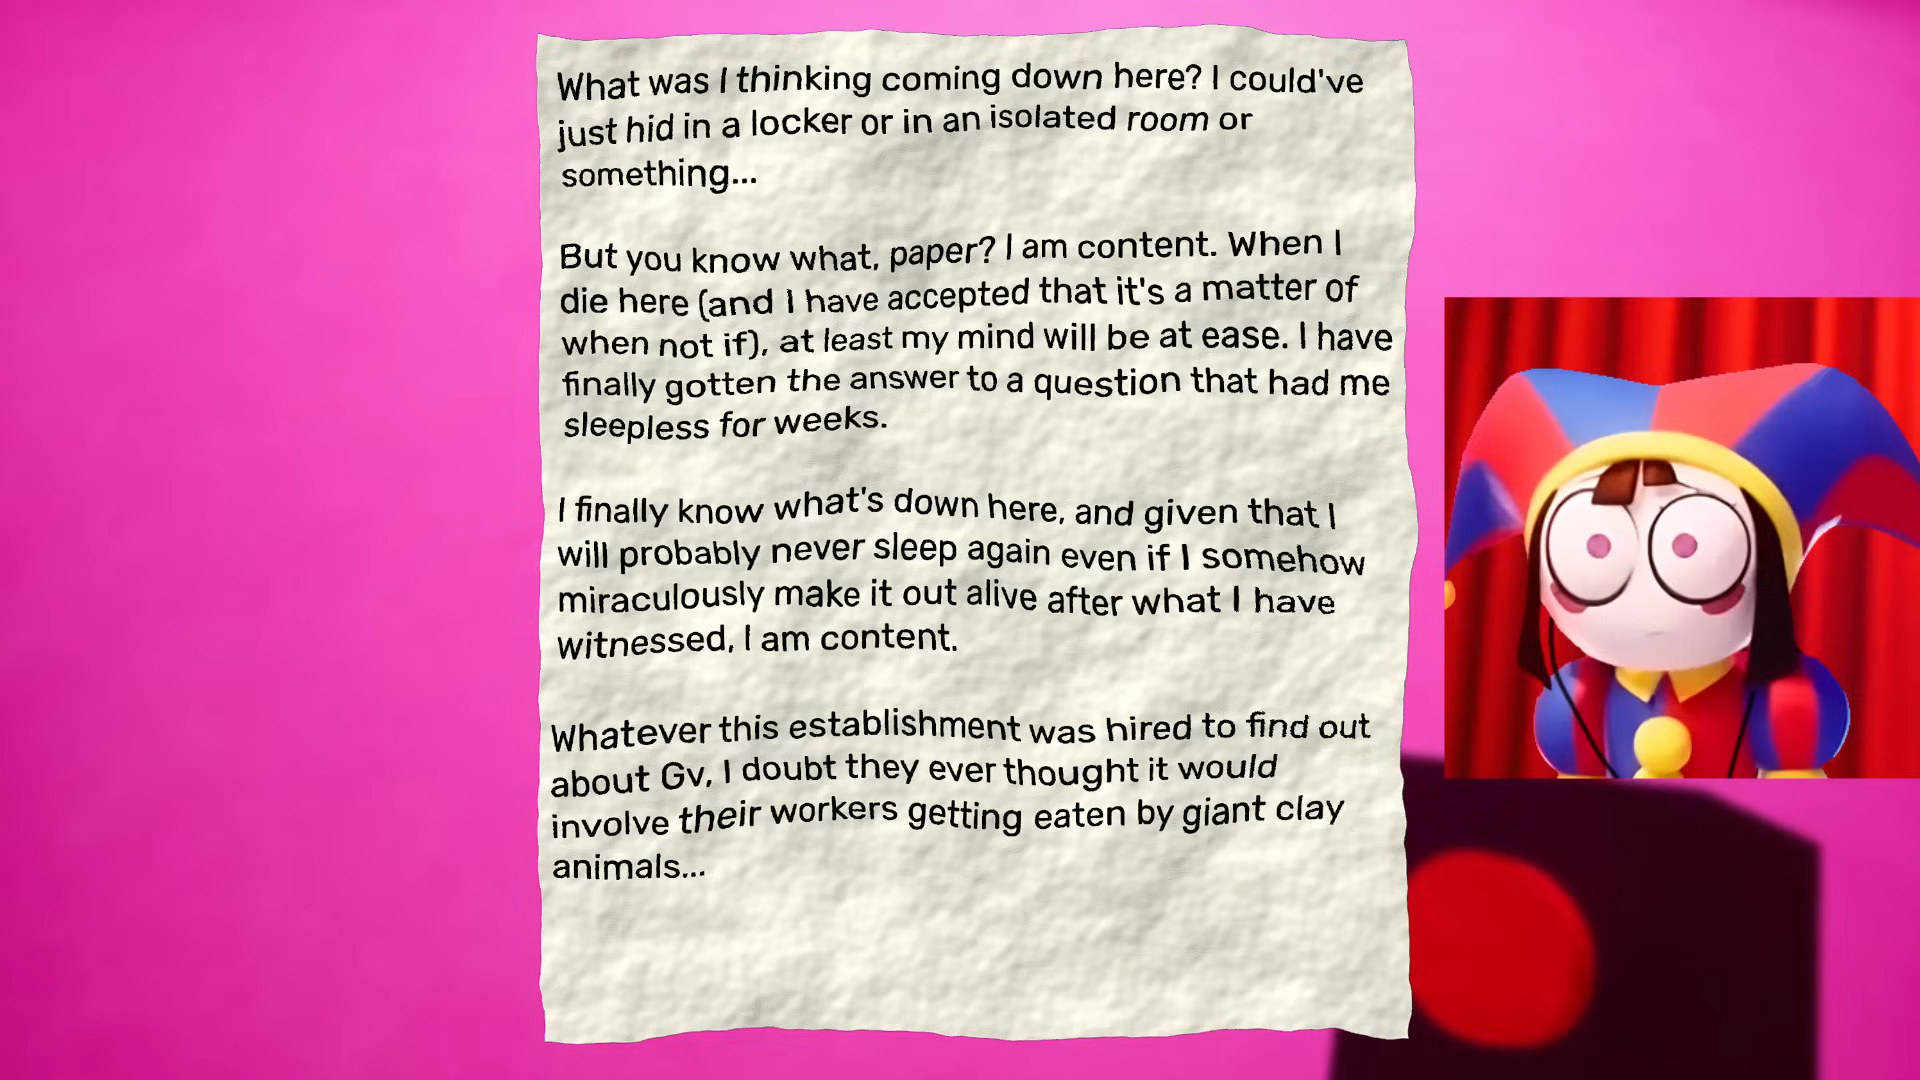 What was I thinking coming down here? I could've
just hid in a locker or in an isolated room or
something...
But you know what, paper? I am content. When I
die here (and I have accepted that it's a matter of
when not if), at least my mind will be at ease. I have
finally gotten the answer to a question that had me
sleepless for weeks.
I finally know what's down here, and given that I
will probably never sleep again even if I somehow
miraculously make it out alive after what I have
witnessed, I am content.
Whatever this establishment was hired to find out
about Gv, I doubt they ever thought it would
involve their workers getting eaten by giant clay
animals...